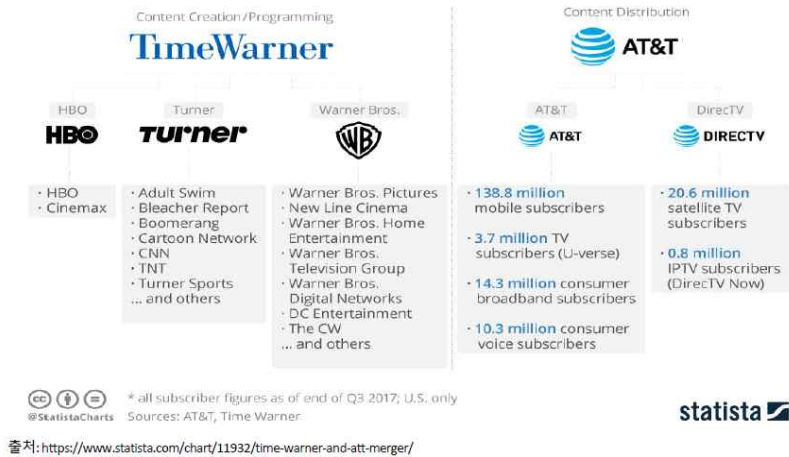 Content Creation/Programming
TimeWarner
Content Distribution
AT&T
HBO
HBO
Turner
Turner
Warner Bros.
WB
AT&T
AT&T
DirecTV
DIRECTV
· HBO
· Cinemax
· Adult Swim
· Bleacher Report
· Boomerang
· Cartoon Network
· CNN
· TNT
· Turner Sports
... and others
· Warner Bros. Pictures
· New Line Cinema
· Warner Bros. Home
Entertainment
· Warner Bros.
Television Group
· Warner Bros.
Digital Networks
· DC Entertainment
· The CW
... and others
· 138.8 million
mobile subscribers
· 3.7 million TV
subscribers (U-verse)
· 14.3 million consumer
broadband subscribers
· 10.3 million consumer
voice subscribers
· 20.6 million
satellite TV
subscribers
· 0.8 million
IPTV subscribers
(DirecTV Now)
cc
@StatistaCharts
* all subscriber figures as of end of Q3 2017; U.S. only
Sources: AT&T, Time Warner
statista
출처: https://www.statista.com/chart/11932/time-warner-and-att-merger/